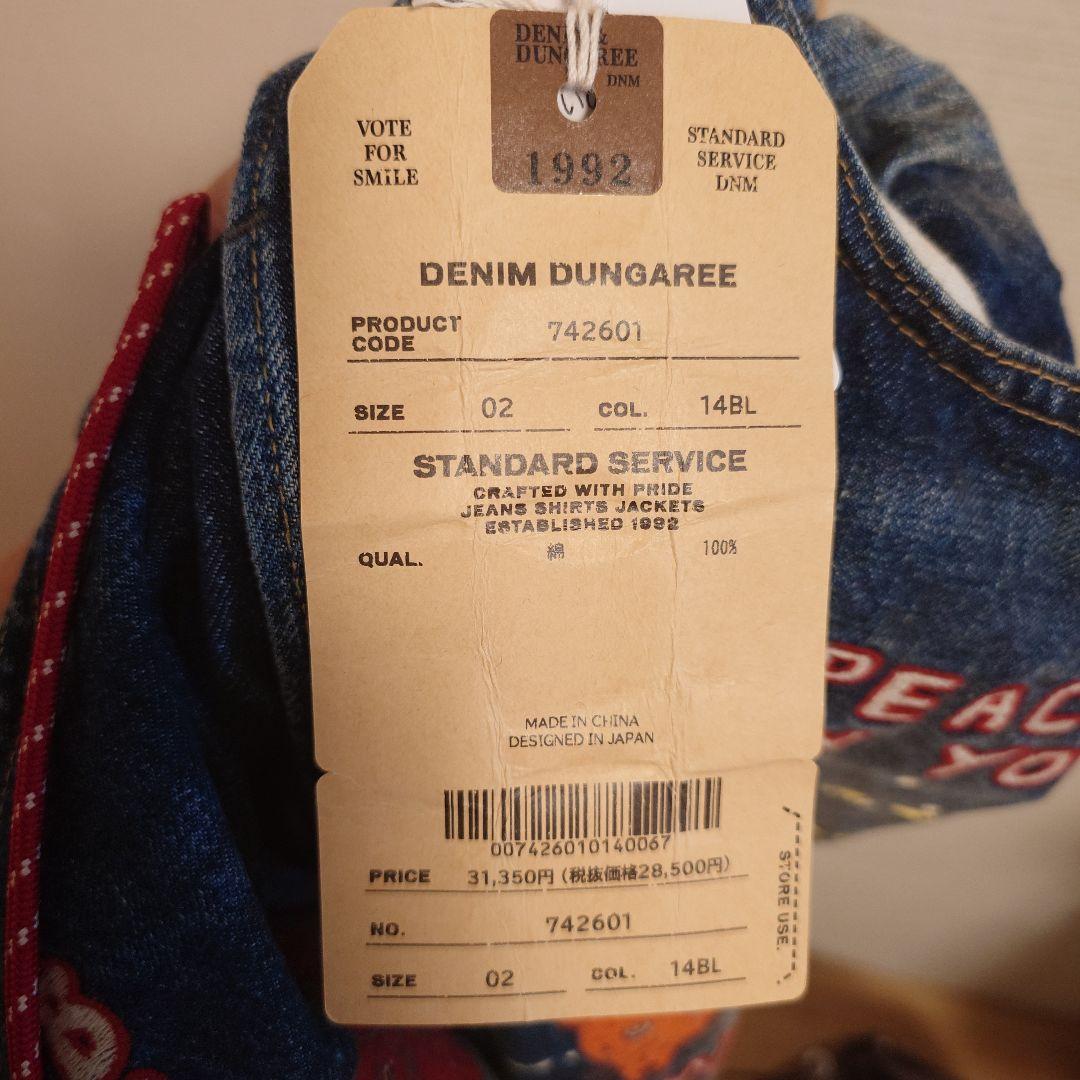 DENIM &
DUNGAREE
DNM
1992
VOTE
FOR
SMILE
STANDARD
SERVICE
DNM
DENIM DUNGAREE
PRODUCT
CODE
742601
SIZE 02 COL. 14BL
STANDARD SERVICE
CRAFTED WITH PRIDE
JEANS SHIRTS JACKETS
ESTABLISHED 1992
QUAL. 綿 100%
MADE IN CHINA
DESIGNED IN JAPAN
007426010140067
PRICE 31,350円 (税抜価格28,500円)
NO. 742601
SIZE 02 COL. 14BL
STORE USE.
PEAC
YO